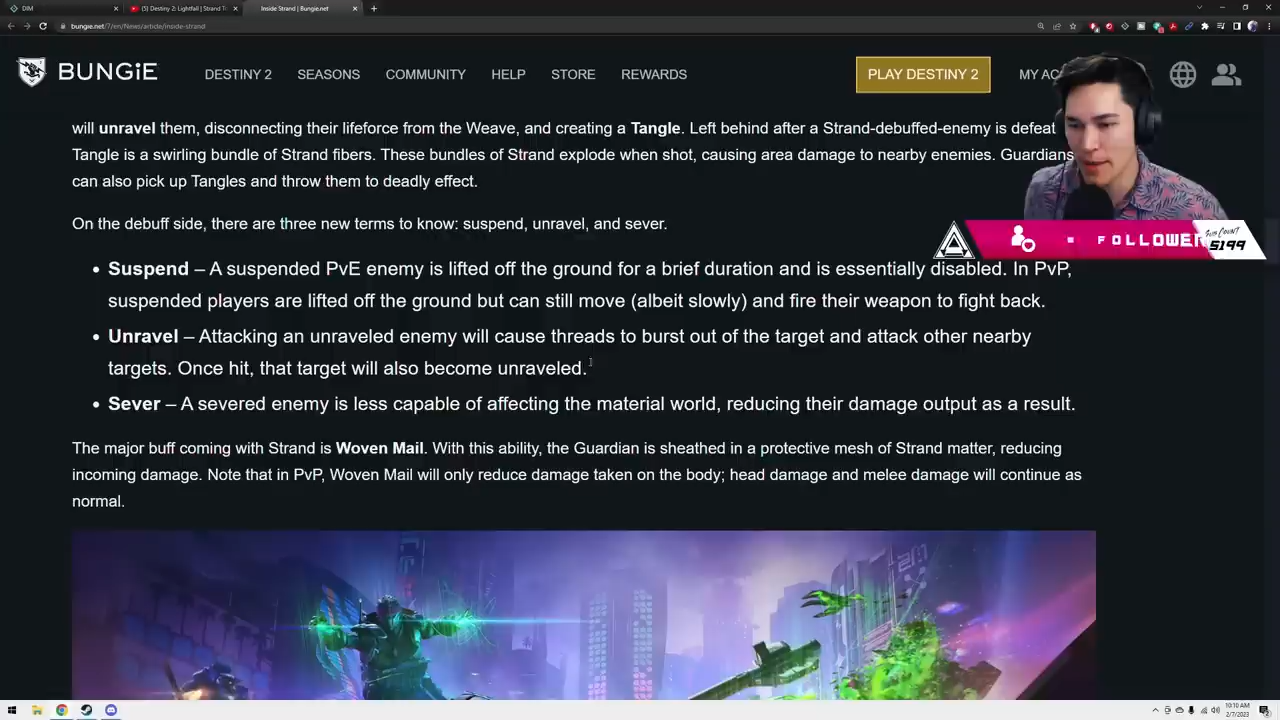 DIM
(5) Destiny 2: Lightfall | Strand Tr
Inside Strand | Bungie.net
bungie.net/7/en/News/article/inside-strand
BUNGiE
DESTINY 2
SEASONS
COMMUNITY
HELP
STORE
REWARDS
PLAY DESTINY 2
MY AC
will unravel them, disconnecting their lifeforce from the Weave, and creating a Tangle. Left behind after a Strand-debuffed-enemy is defeat
Tangle is a swirling bundle of Strand fibers. These bundles of Strand explode when shot, causing area damage to nearby enemies. Guardians
can also pick up Tangles and throw them to deadly effect.
FOLLOWER
SUB COUNT
5199
On the debuff side, there are three new terms to know: suspend, unravel, and sever.
• Suspend – A suspended PvE enemy is lifted off the ground for a brief duration and is essentially disabled. In PvP,
suspended players are lifted off the ground but can still move (albeit slowly) and fire their weapon to fight back.
• Unravel – Attacking an unraveled enemy will cause threads to burst out of the target and attack other nearby
targets. Once hit, that target will also become unraveled.
• Sever – A severed enemy is less capable of affecting the material world, reducing their damage output as a result.
The major buff coming with Strand is Woven Mail. With this ability, the Guardian is sheathed in a protective mesh of Strand matter, reducing
incoming damage. Note that in PvP, Woven Mail will only reduce damage taken on the body; head damage and melee damage will continue as
normal.
10:10 AM
2/7/2023